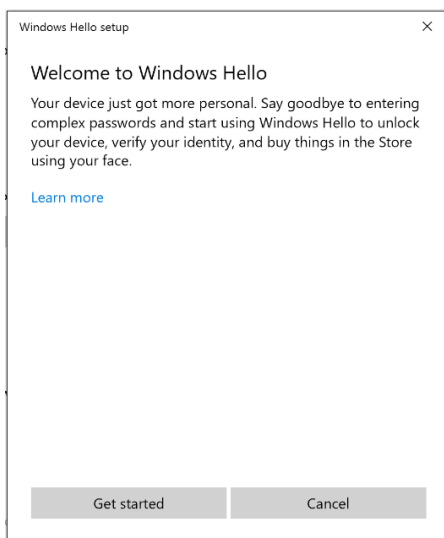 Windows Hello setup
Welcome to Windows Hello
Your device just got more personal. Say goodbye to entering
complex passwords and start using Windows Hello to unlock
your device, verify your identity, and buy things in the Store
using your face.
Learn more
Get started
Cancel